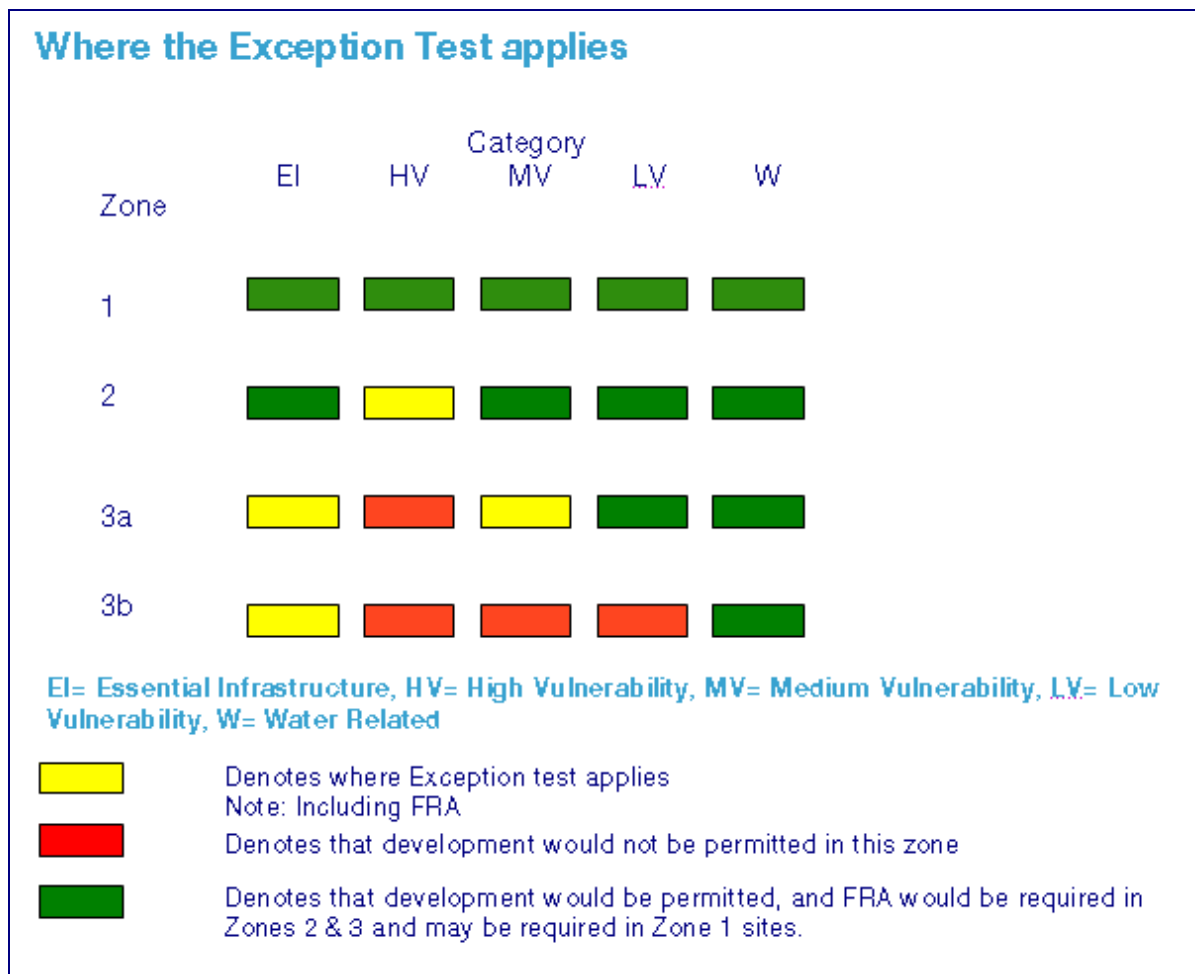 Where the Exception Test applies
Category
EI HV MV LV W
Zone
1
2
3a
3b
EI= Essential Infrastructure, HV= High Vulnerability, MV= Medium Vulnerability, LV= Low
Vulnerability, W= Water Related
Denotes where Exception test applies
Note: Including FRA
Denotes that development would not be permitted in this zone
Denotes that development would be permitted, and FRA would be required in
Zones 2 & 3 and may be required in Zone 1 sites.